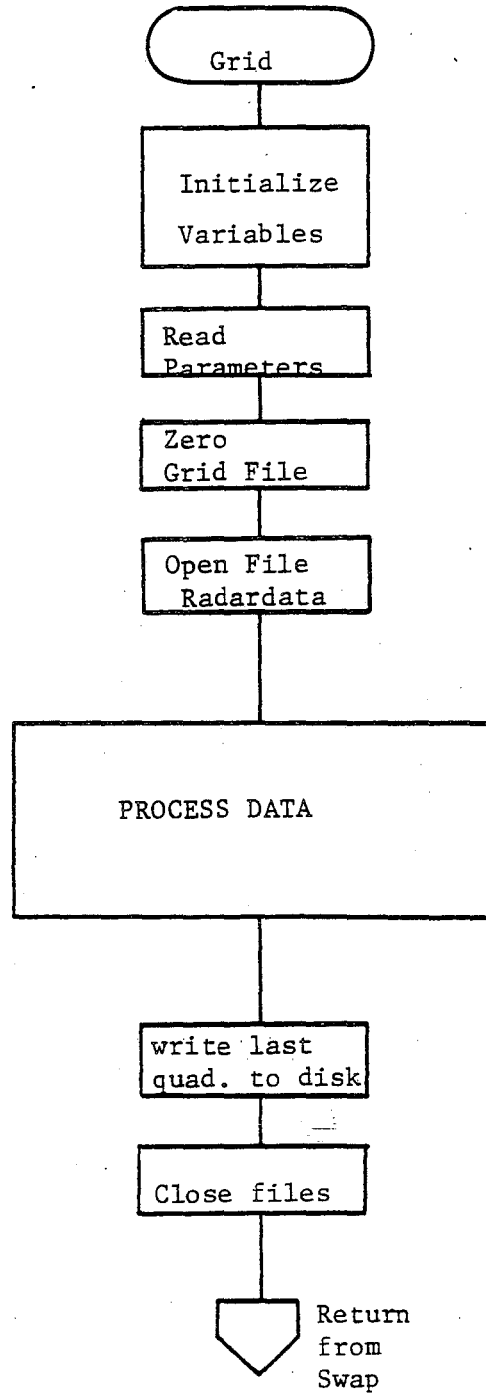 Grid
Initialize
Variables
Read
Parameters
Zero
Grid File
Open File
Radardata
PROCESS DATA
write last
quad. to disk
Close files
Return
from
Swap